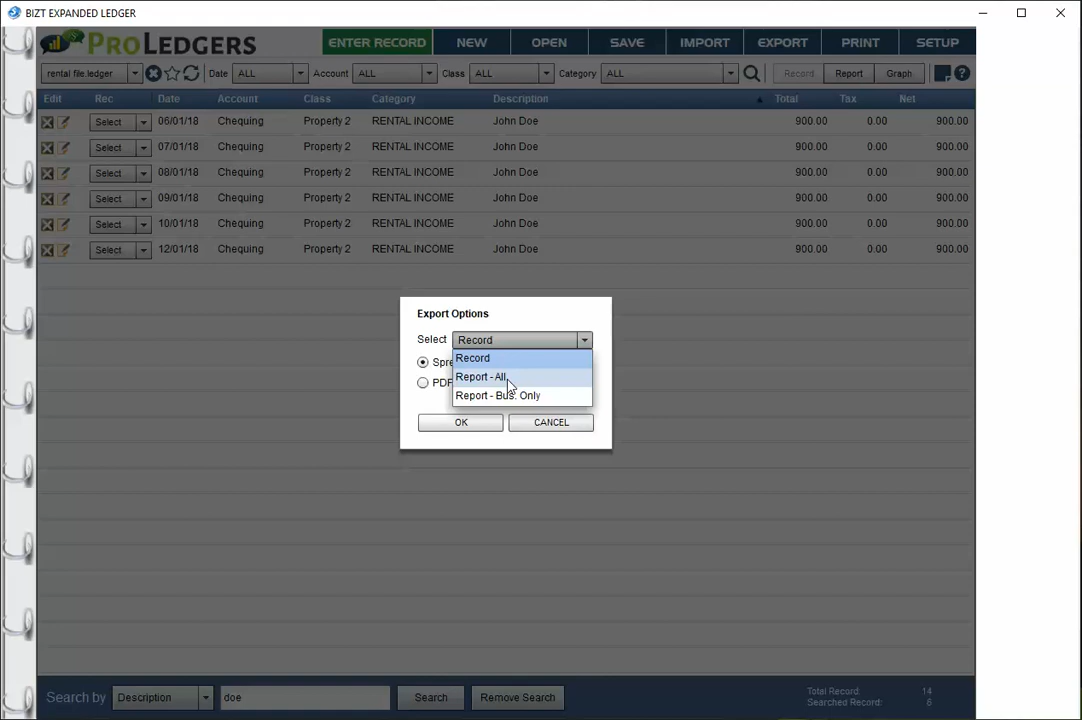 BIZT EXPANDED LEDGER
PROLEDGERS ENTER RECORD NEW OPEN SAVE IMPORT EXPORT PRINT SETUP
rental file.ledger Date ALL Account ALL Class ALL Category ALL Record Report Graph ?
Edit Rec Date Account Class Category Description Total Tax Net
Select 06/01/18 Chequing Property 2 RENTAL INCOME John Doe 900.00 0.00 900.00
Select 07/01/18 Chequing Property 2 RENTAL INCOME John Doe 900.00 0.00 900.00
Select 08/01/18 Chequing Property 2 RENTAL INCOME John Doe 900.00 0.00 900.00
Select 09/01/18 Chequing Property 2 RENTAL INCOME John Doe 900.00 0.00 900.00
Select 10/01/18 Chequing Property 2 RENTAL INCOME John Doe 900.00 0.00 900.00
Select 12/01/18 Chequing Property 2 RENTAL INCOME John Doe 900.00 0.00 900.00
Export Options
Select Record
Record
Spre
Report - All
PDF
Report - Bus. Only
OK CANCEL
Search by Description doe Search Remove Search
Total Record: 14
Searched Record: 6